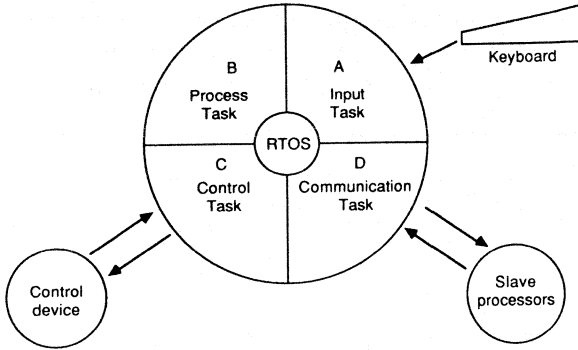 B
Process
Task
A
Input
Task
Keyboard
RTOS
C
Control
Task
D
Communication
Task
Control
device
Slave
processors